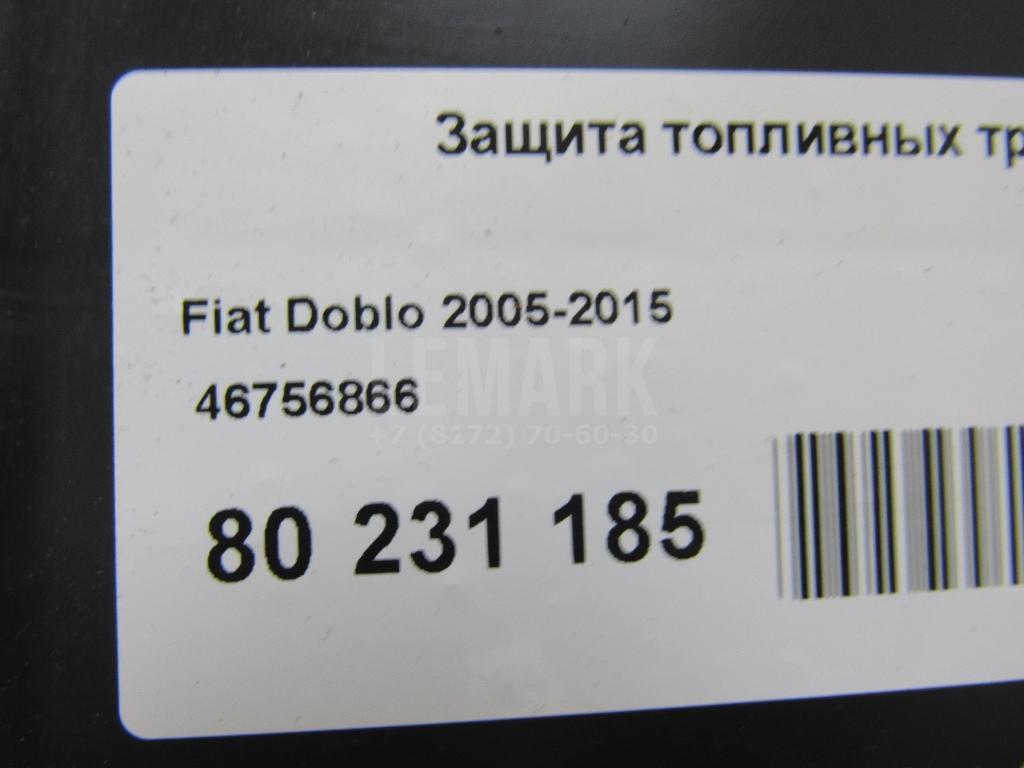 Защита топливных тр
Fiat Doblo 2005-2015
LEMARK
46756866
+7 (8172) 70-60-30
80 231 185